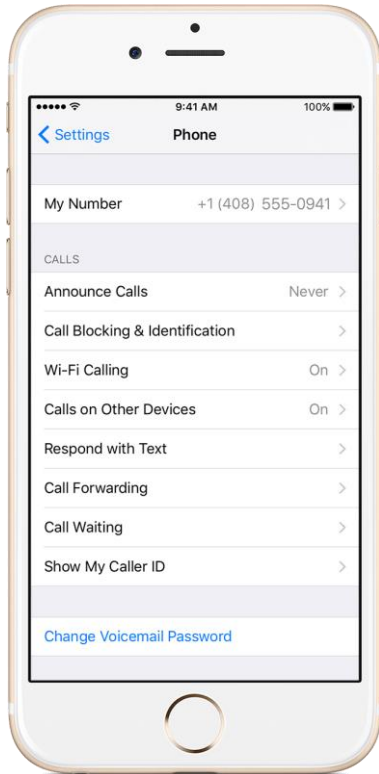 9:41 AM 100%
Settings Phone
My Number +1 (408) 555-0941
CALLS
Announce Calls Never
Call Blocking & Identification
Wi-Fi Calling On
Calls on Other Devices On
Respond with Text
Call Forwarding
Call Waiting
Show My Caller ID
Change Voicemail Password